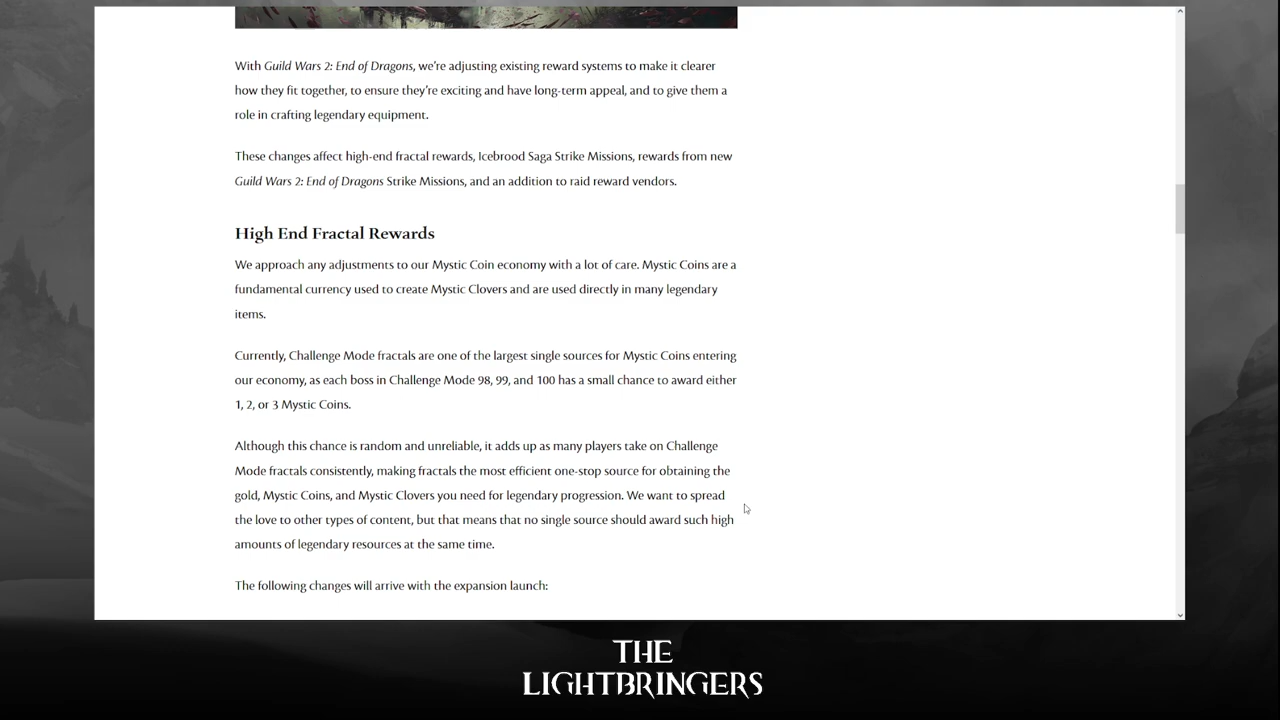 With Guild Wars 2: End of Dragons, we’re adjusting existing reward systems to make it clearer
how they fit together, to ensure they’re exciting and have long-term appeal, and to give them a
role in crafting legendary equipment.
These changes affect high-end fractal rewards, Icebrood Saga Strike Missions, rewards from new
Guild Wars 2: End of Dragons Strike Missions, and an addition to raid reward vendors.
High End Fractal Rewards
We approach any adjustments to our Mystic Coin economy with a lot of care. Mystic Coins are a
fundamental currency used to create Mystic Clovers and are used directly in many legendary
items.
Currently, Challenge Mode fractals are one of the largest single sources for Mystic Coins entering
our economy, as each boss in Challenge Mode 98, 99, and 100 has a small chance to award either
1, 2, or 3 Mystic Coins.
Although this chance is random and unreliable, it adds up as many players take on Challenge
Mode fractals consistently, making fractals the most efficient one-stop source for obtaining the
gold, Mystic Coins, and Mystic Clovers you need for legendary progression. We want to spread
the love to other types of content, but that means that no single source should award such high
amounts of legendary resources at the same time.
The following changes will arrive with the expansion launch:
THE
LIGHTBRINGERS